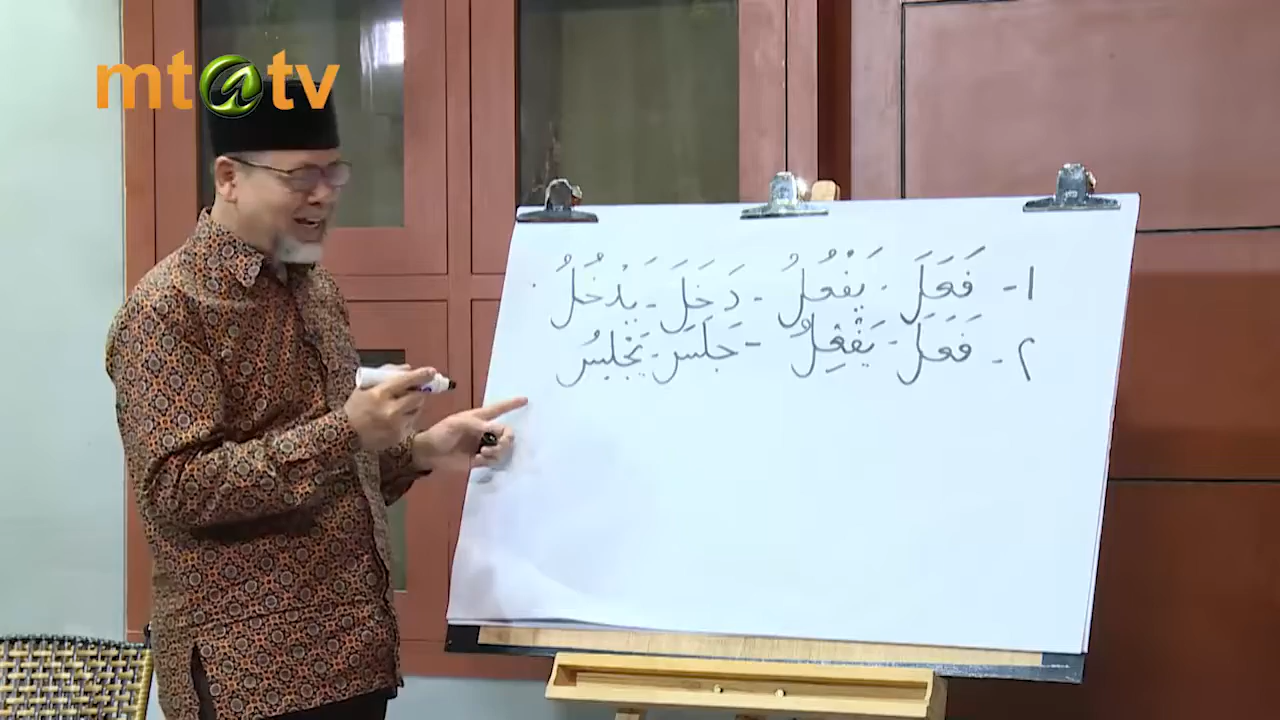 mt@tv
١- فَعَلَ - يَفْعُلُ - دَخَلَ - يَدْخُلُ
٢- فَعَلَ - يَفْعِلُ - جَلَسَ - يَجْلِسُ